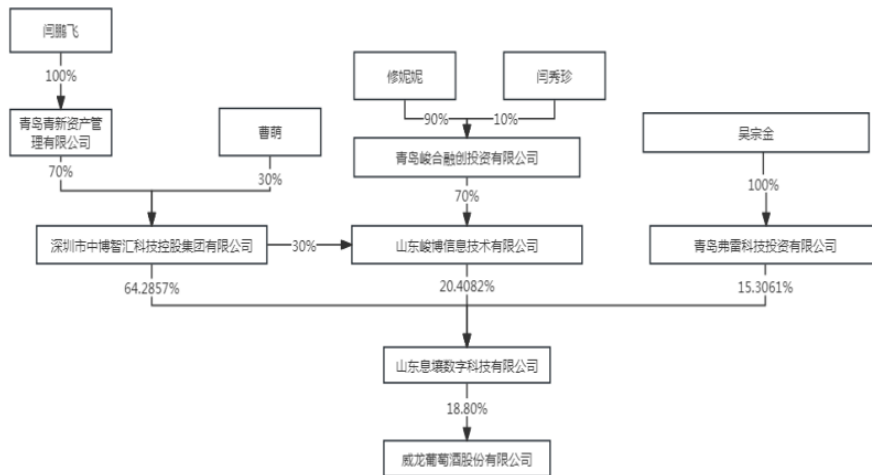 闫鹏飞
100%
修妮妮
闫秀珍
青岛青新资产管
理有限公司
曹萌
90%
10%
吴宗金
青岛峻合融创投资有限公司
70%
30%
70%
100%
深圳市中博智汇科技控股集团有限公司
30%
山东峻博信息技术有限公司
青岛弗雷科技投资有限公司
64.2857%
20.4082%
15.3061%
山东息壤数字科技有限公司
18.80%
威龙葡萄酒股份有限公司